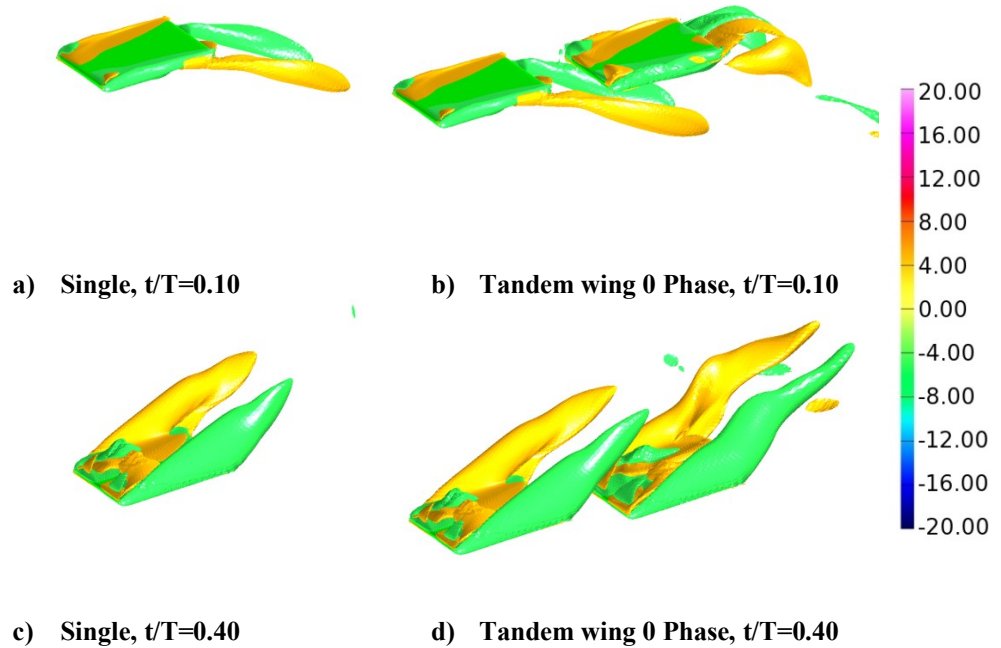 20.00
16.00
12.00
8.00
4.00
0.00
-4.00
-8.00
-12.00
-16.00
-20.00
a) Single, t/T=0.10
b) Tandem wing 0 Phase, t/T=0.10
c) Single, t/T=0.40
d) Tandem wing 0 Phase, t/T=0.40